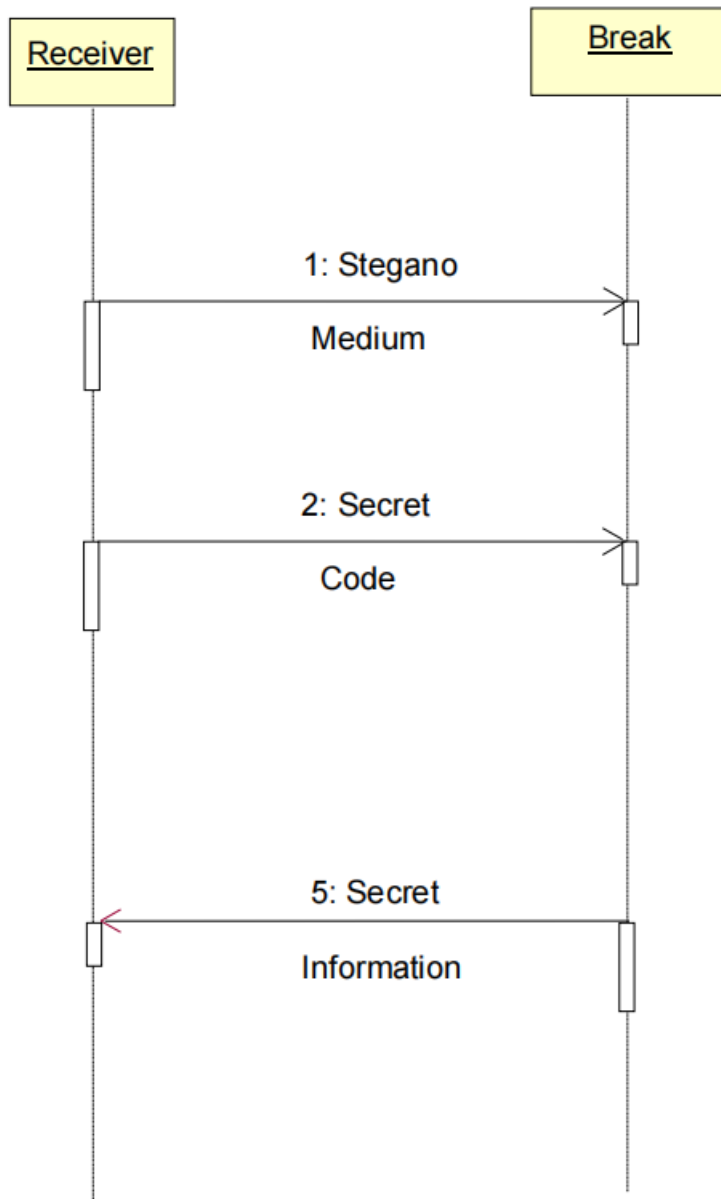 Receiver
Break
1: Stegano
Medium
2: Secret
Code
5: Secret
Information